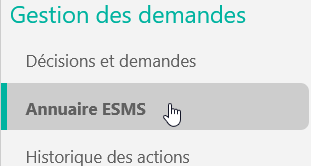 Gestion des demandes
Décisions et demandes
Annuaire ESMS
Historique des actions